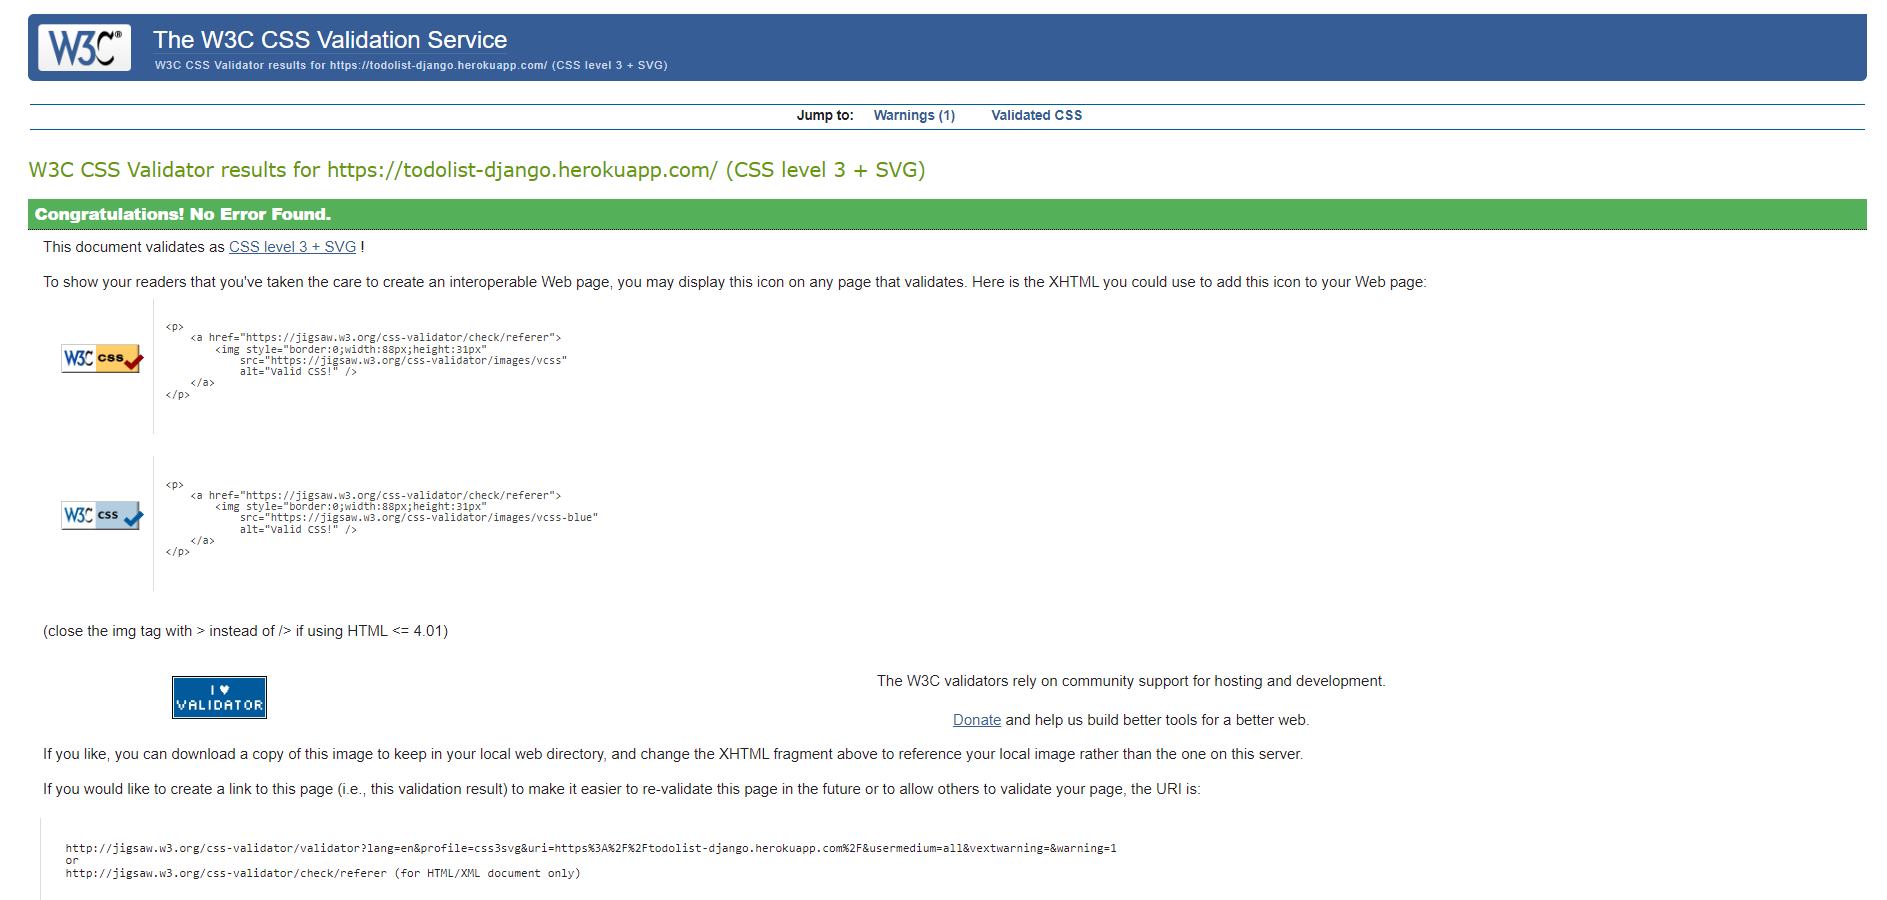 W3C®
The W3C CSS Validation Service
W3C CSS Validator results for https://todolist-django.herokuapp.com/ (CSS level 3 + SVG)
Jump to: Warnings (1) Validated CSS
W3C CSS Validator results for https://todolist-django.herokuapp.com/ (CSS level 3 + SVG)
Congratulations! No Error Found.
This document validates as CSS level 3 + SVG !
To show your readers that you've taken the care to create an interoperable Web page, you may display this icon on any page that validates. Here is the XHTML you could use to add this icon to your Web page:
W3C css
<p>
    <a href="https://jigsaw.w3.org/css-validator/check/referer">
        <img style="border:0;width:88px;height:31px"
            src="https://jigsaw.w3.org/css-validator/images/vcss"
            alt="Valid CSS!" />
    </a>
</p>
W3C css
<p>
    <a href="https://jigsaw.w3.org/css-validator/check/referer">
        <img style="border:0;width:88px;height:31px"
            src="https://jigsaw.w3.org/css-validator/images/vcss-blue"
            alt="Valid CSS!" />
    </a>
</p>
(close the img tag with > instead of /> if using HTML <= 4.01)
I ♥
VALIDATOR
The W3C validators rely on community support for hosting and development.
Donate and help us build better tools for a better web.
If you like, you can download a copy of this image to keep in your local web directory, and change the XHTML fragment above to reference your local image rather than the one on this server.
If you would like to create a link to this page (i.e., this validation result) to make it easier to re-validate this page in the future or to allow others to validate your page, the URI is:
http://jigsaw.w3.org/css-validator/validator?lang=en&profile=css3svg&uri=https%3A%2F%2Ftodolist-django.herokuapp.com%2F&usermedium=all&vextwarning=&warning=1
or
http://jigsaw.w3.org/css-validator/check/referer (for HTML/XML document only)